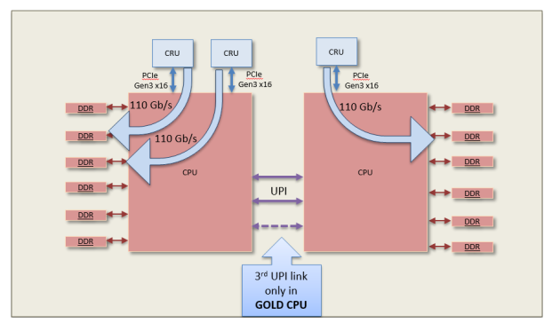 CRU
CRU
CRU
PCIe
Gen3 x16
PCIe
Gen3 x16
PCIe
Gen3 x16
110 Gb/s
110 Gb/s
110 Gb/s
DDR
DDR
DDR
DDR
DDR
DDR
CPU
UPI
CPU
DDR
DDR
DDR
DDR
DDR
DDR
3rd UPI link
only in
GOLD CPU